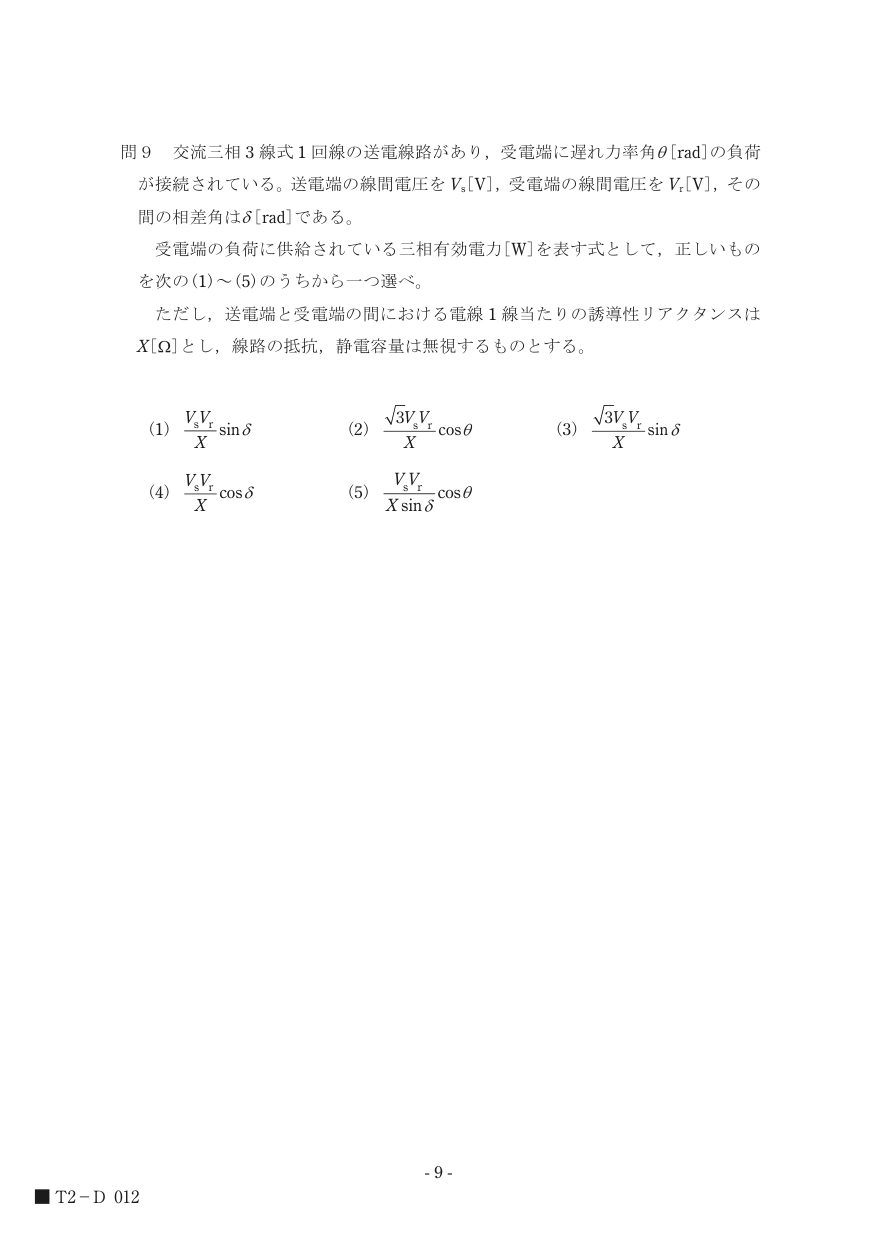 問９　交流三相 3 線式 1 回線の送電線路があり，受電端に遅れ力率角θ[rad]の負荷
が接続されている。送電端の線間電圧を Vs[V]，受電端の線間電圧を Vr[V]，その
間の相差角はδ[rad]である。
受電端の負荷に供給されている三相有効電力[W]を表す式として，正しいもの
を次の(1)～(5)のうちから一つ選べ。
ただし，送電端と受電端の間における電線 1 線当たりの誘導性リアクタンスは
X[Ω]とし，線路の抵抗，静電容量は無視するものとする。
(1) VsVr/X sinδ (2) √3VsVr/X cosθ (3) √3VsVr/X sinδ
(4) VsVr/X cosδ (5) VsVr/X sinδ cosθ
- 9 -
■ T2－D 012